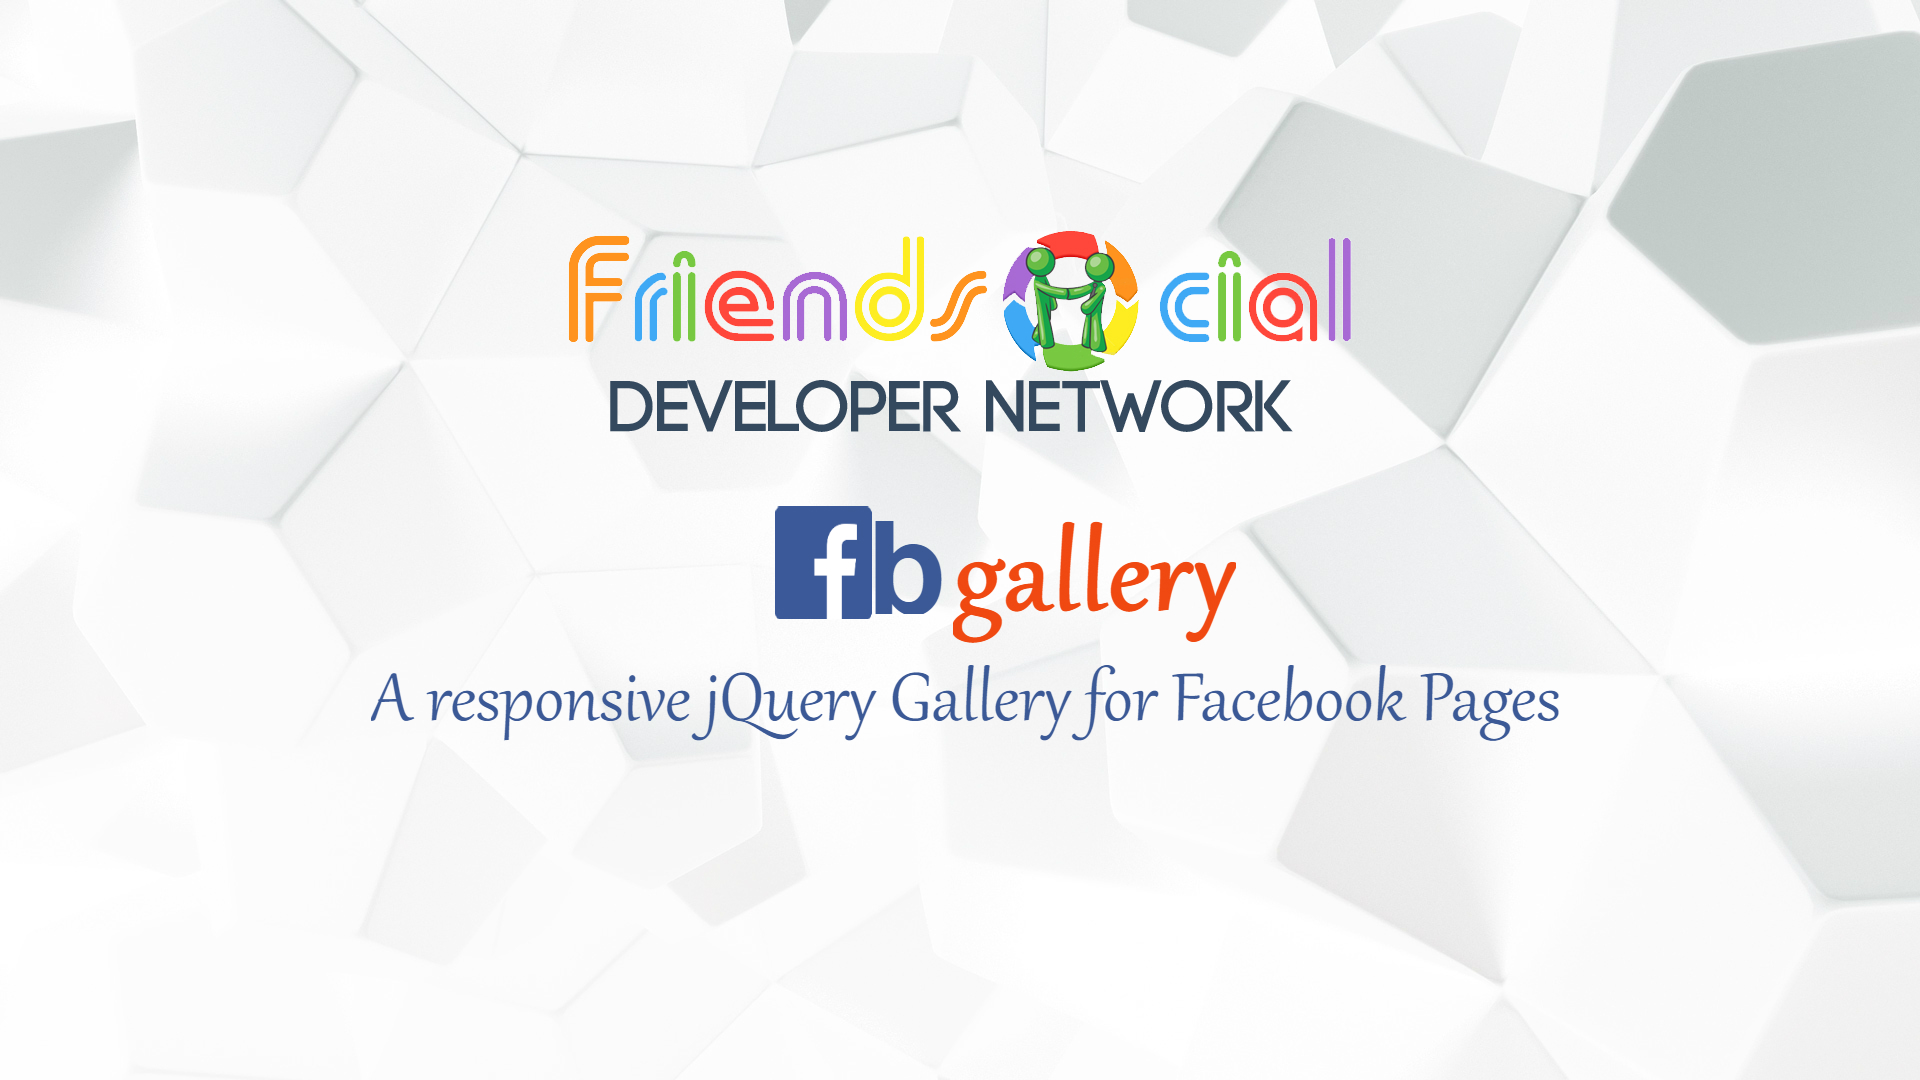 FriendsOcial
DEVELOPER NETWORK
fb gallery
A responsive jQuery Gallery for Facebook Pages